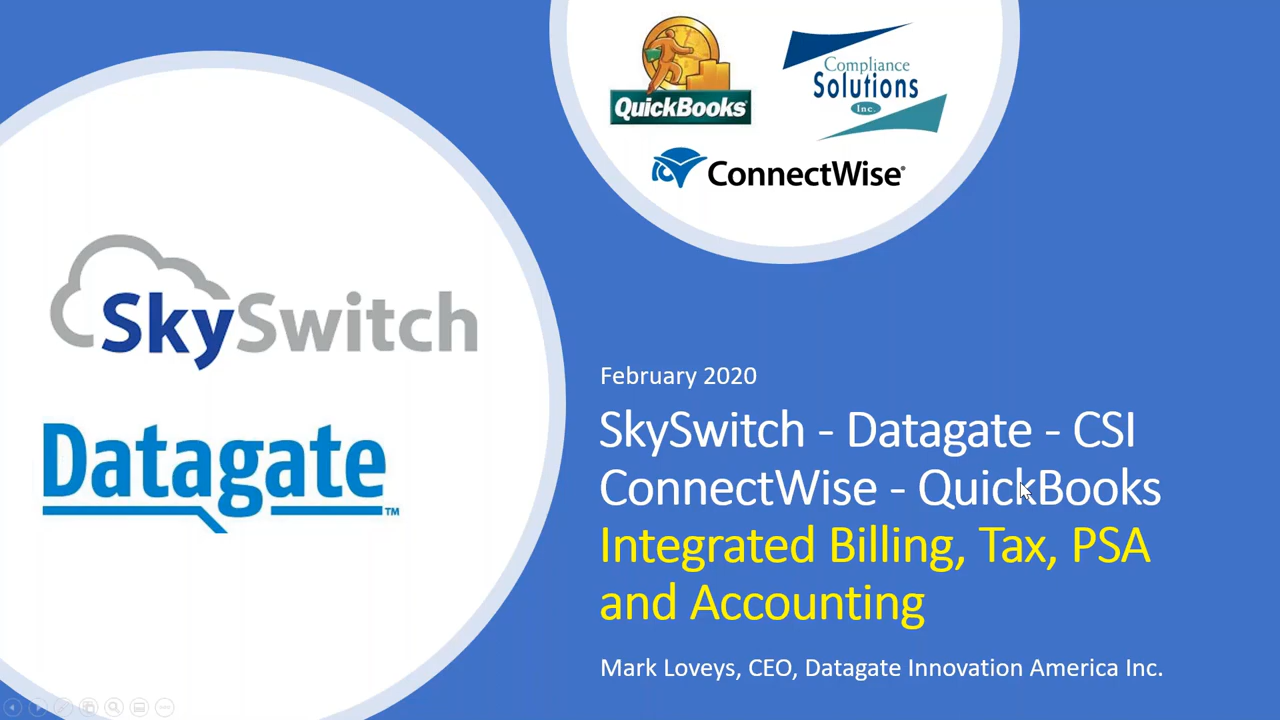 QuickBooks
Compliance
Solutions
Inc.
ConnectWise®
SkySwitch
Datagate™
February 2020
SkySwitch - Datagate - CSI
ConnectWise - QuickBooks
Integrated Billing, Tax, PSA
and Accounting
Mark Loveys, CEO, Datagate Innovation America Inc.